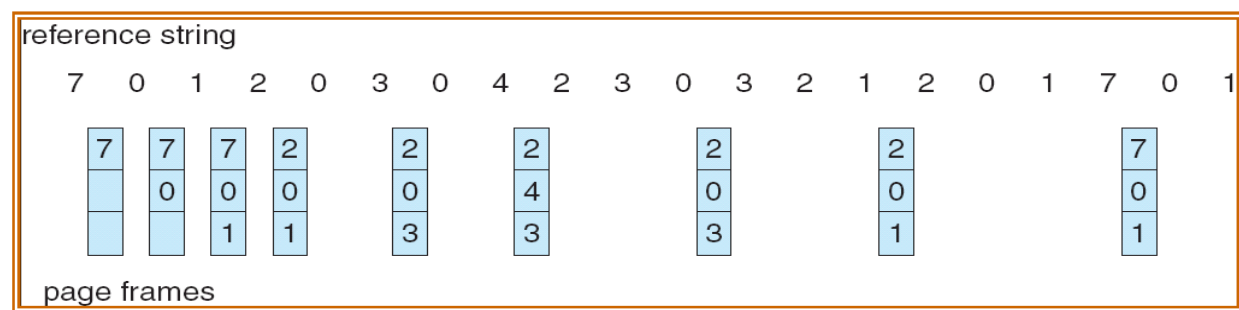 reference string
7 0 1 2 0 3 0 4 2 3 0 3 2 1 2 0 1 7 0 1
7 7 7 2 2 2 2 2 7
0 0 0 0 4 0 0 0
1 1 3 3 3 1 1
page frames